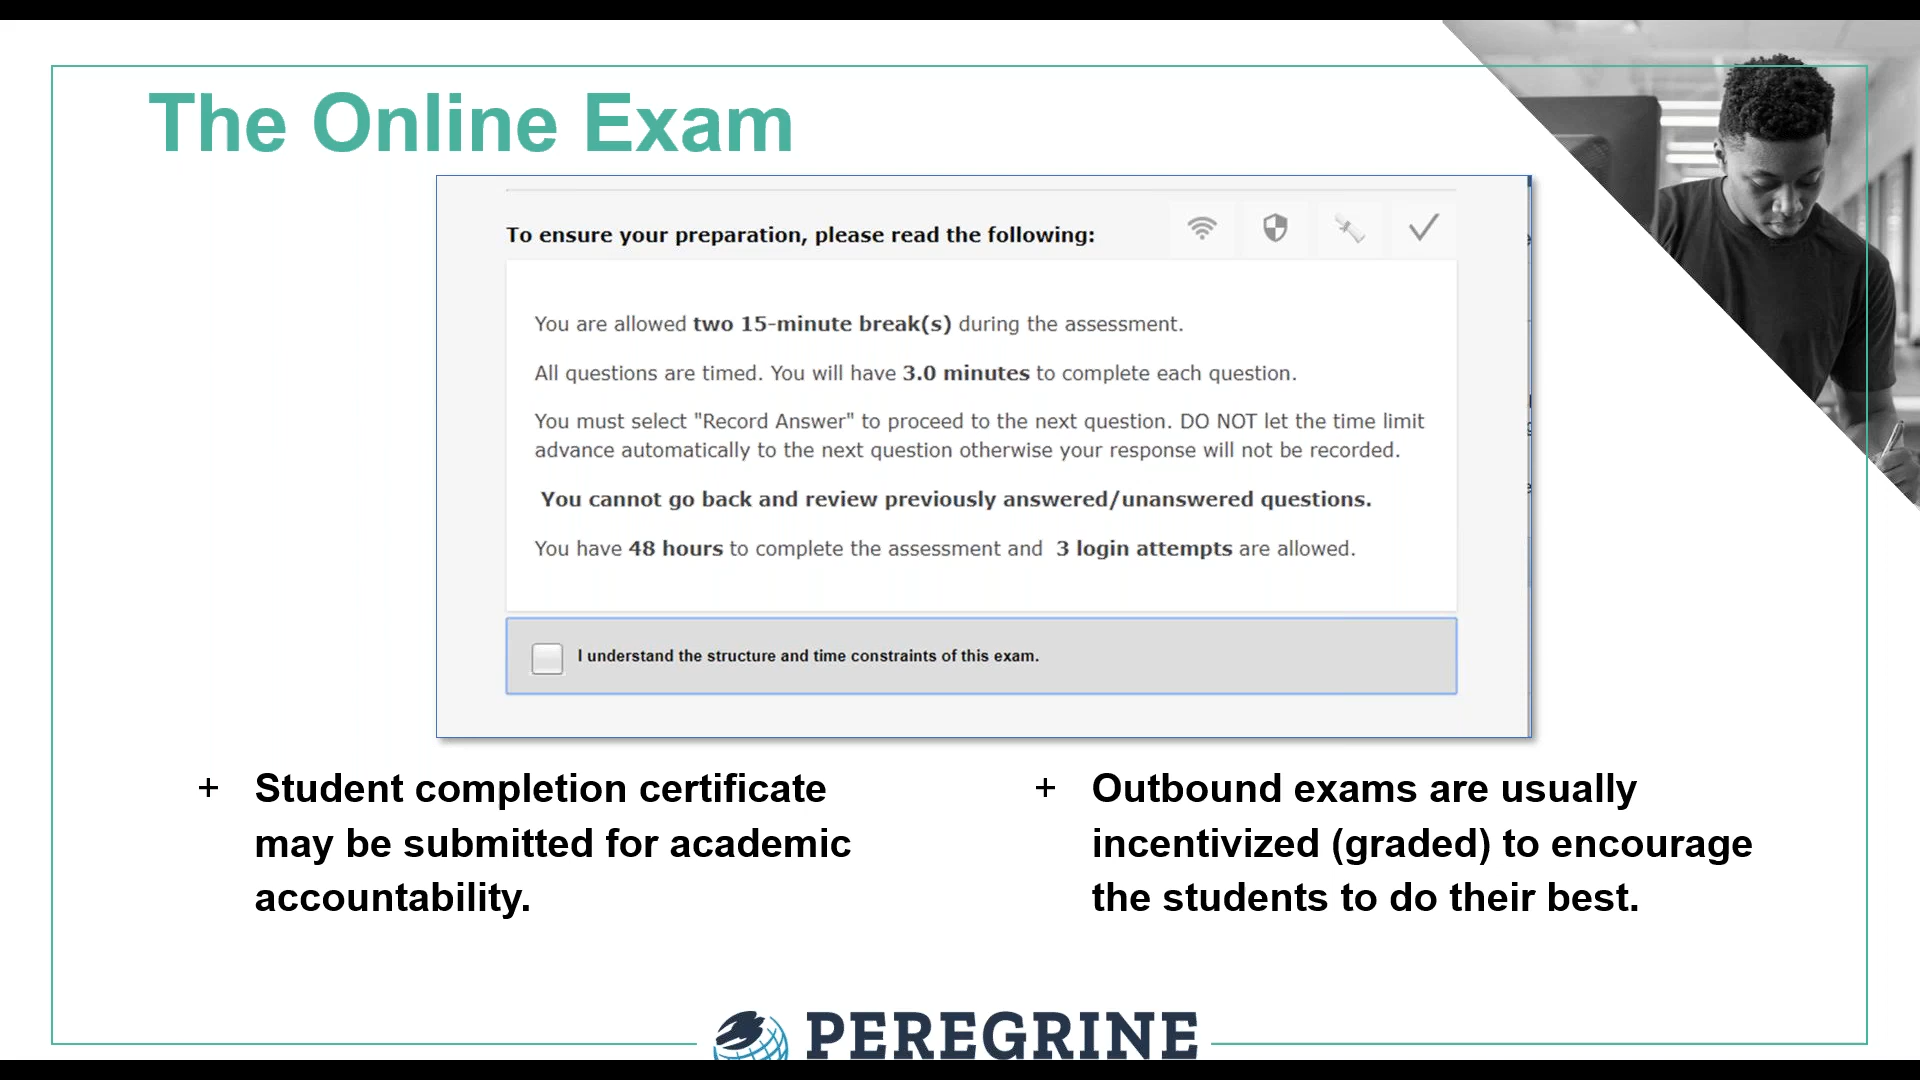 The Online Exam
To ensure your preparation, please read the following:
You are allowed two 15-minute break(s) during the assessment.
All questions are timed. You will have 3.0 minutes to complete each question.
You must select "Record Answer" to proceed to the next question. DO NOT let the time limit
advance automatically to the next question otherwise your response will not be recorded.
You cannot go back and review previously answered/unanswered questions.
You have 48 hours to complete the assessment and 3 login attempts are allowed.
I understand the structure and time constraints of this exam.
+ Student completion certificate
may be submitted for academic
accountability.
+ Outbound exams are usually
incentivized (graded) to encourage
the students to do their best.
PEREGRINE